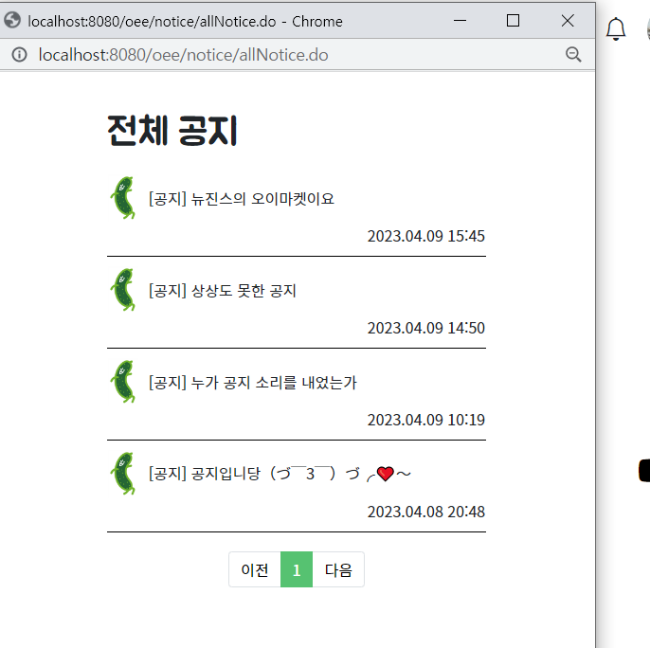 localhost:8080/oee/notice/allNotice.do - Chrome
localhost:8080/oee/notice/allNotice.do
전체 공지
[공지] 뉴진스의 오이마켓이요
2023.04.09 15:45
[공지] 상상도 못한 공지
2023.04.09 14:50
[공지] 누가 공지 소리를 내었는가
2023.04.09 10:19
[공지] 공지입니당 (づ￣3￣)づ╭❤️～
2023.04.08 20:48
이전 1 다음